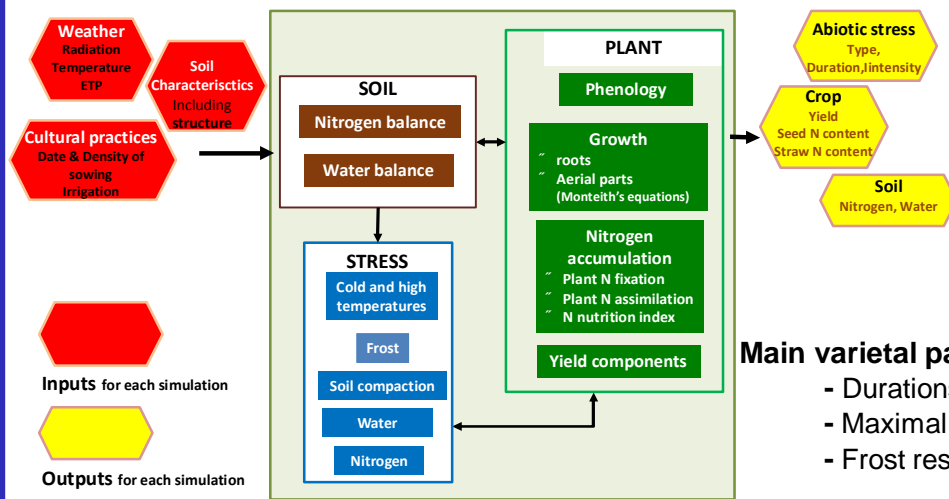 Weather
Radiation
Temperature
ETP
Soil
Characterisctics
Including
structure
Cultural practices
Date & Density of
sowing
Irrigation
SOIL
Nitrogen balance
Water balance
STRESS
Cold and high
temperatures
Frost
Soil compaction
Water
Nitrogen
PLANT
Phenology
Growth
˝ roots
˝ Aerial parts
(Monteith's equations)
Nitrogen
accumulation
˝ Plant N fixation
˝ Plant N assimilation
˝ N nutrition index
Yield components
Abiotic stress
Type,
Duration,Iintensity
Crop
Yield
Seed N content
Straw N content
Soil
Nitrogen, Water
Inputs for each simulation
Outputs for each simulation
Main varietal
- Duration
- Maximal
- Frost